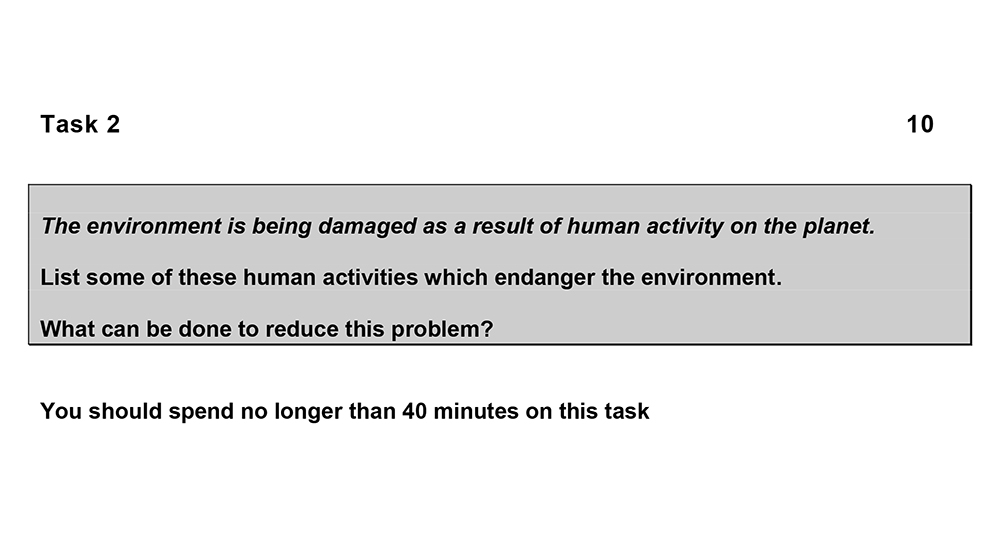 Task 2 10
The environment is being damaged as a result of human activity on the planet.
List some of these human activities which endanger the environment.
What can be done to reduce this problem?
You should spend no longer than 40 minutes on this task